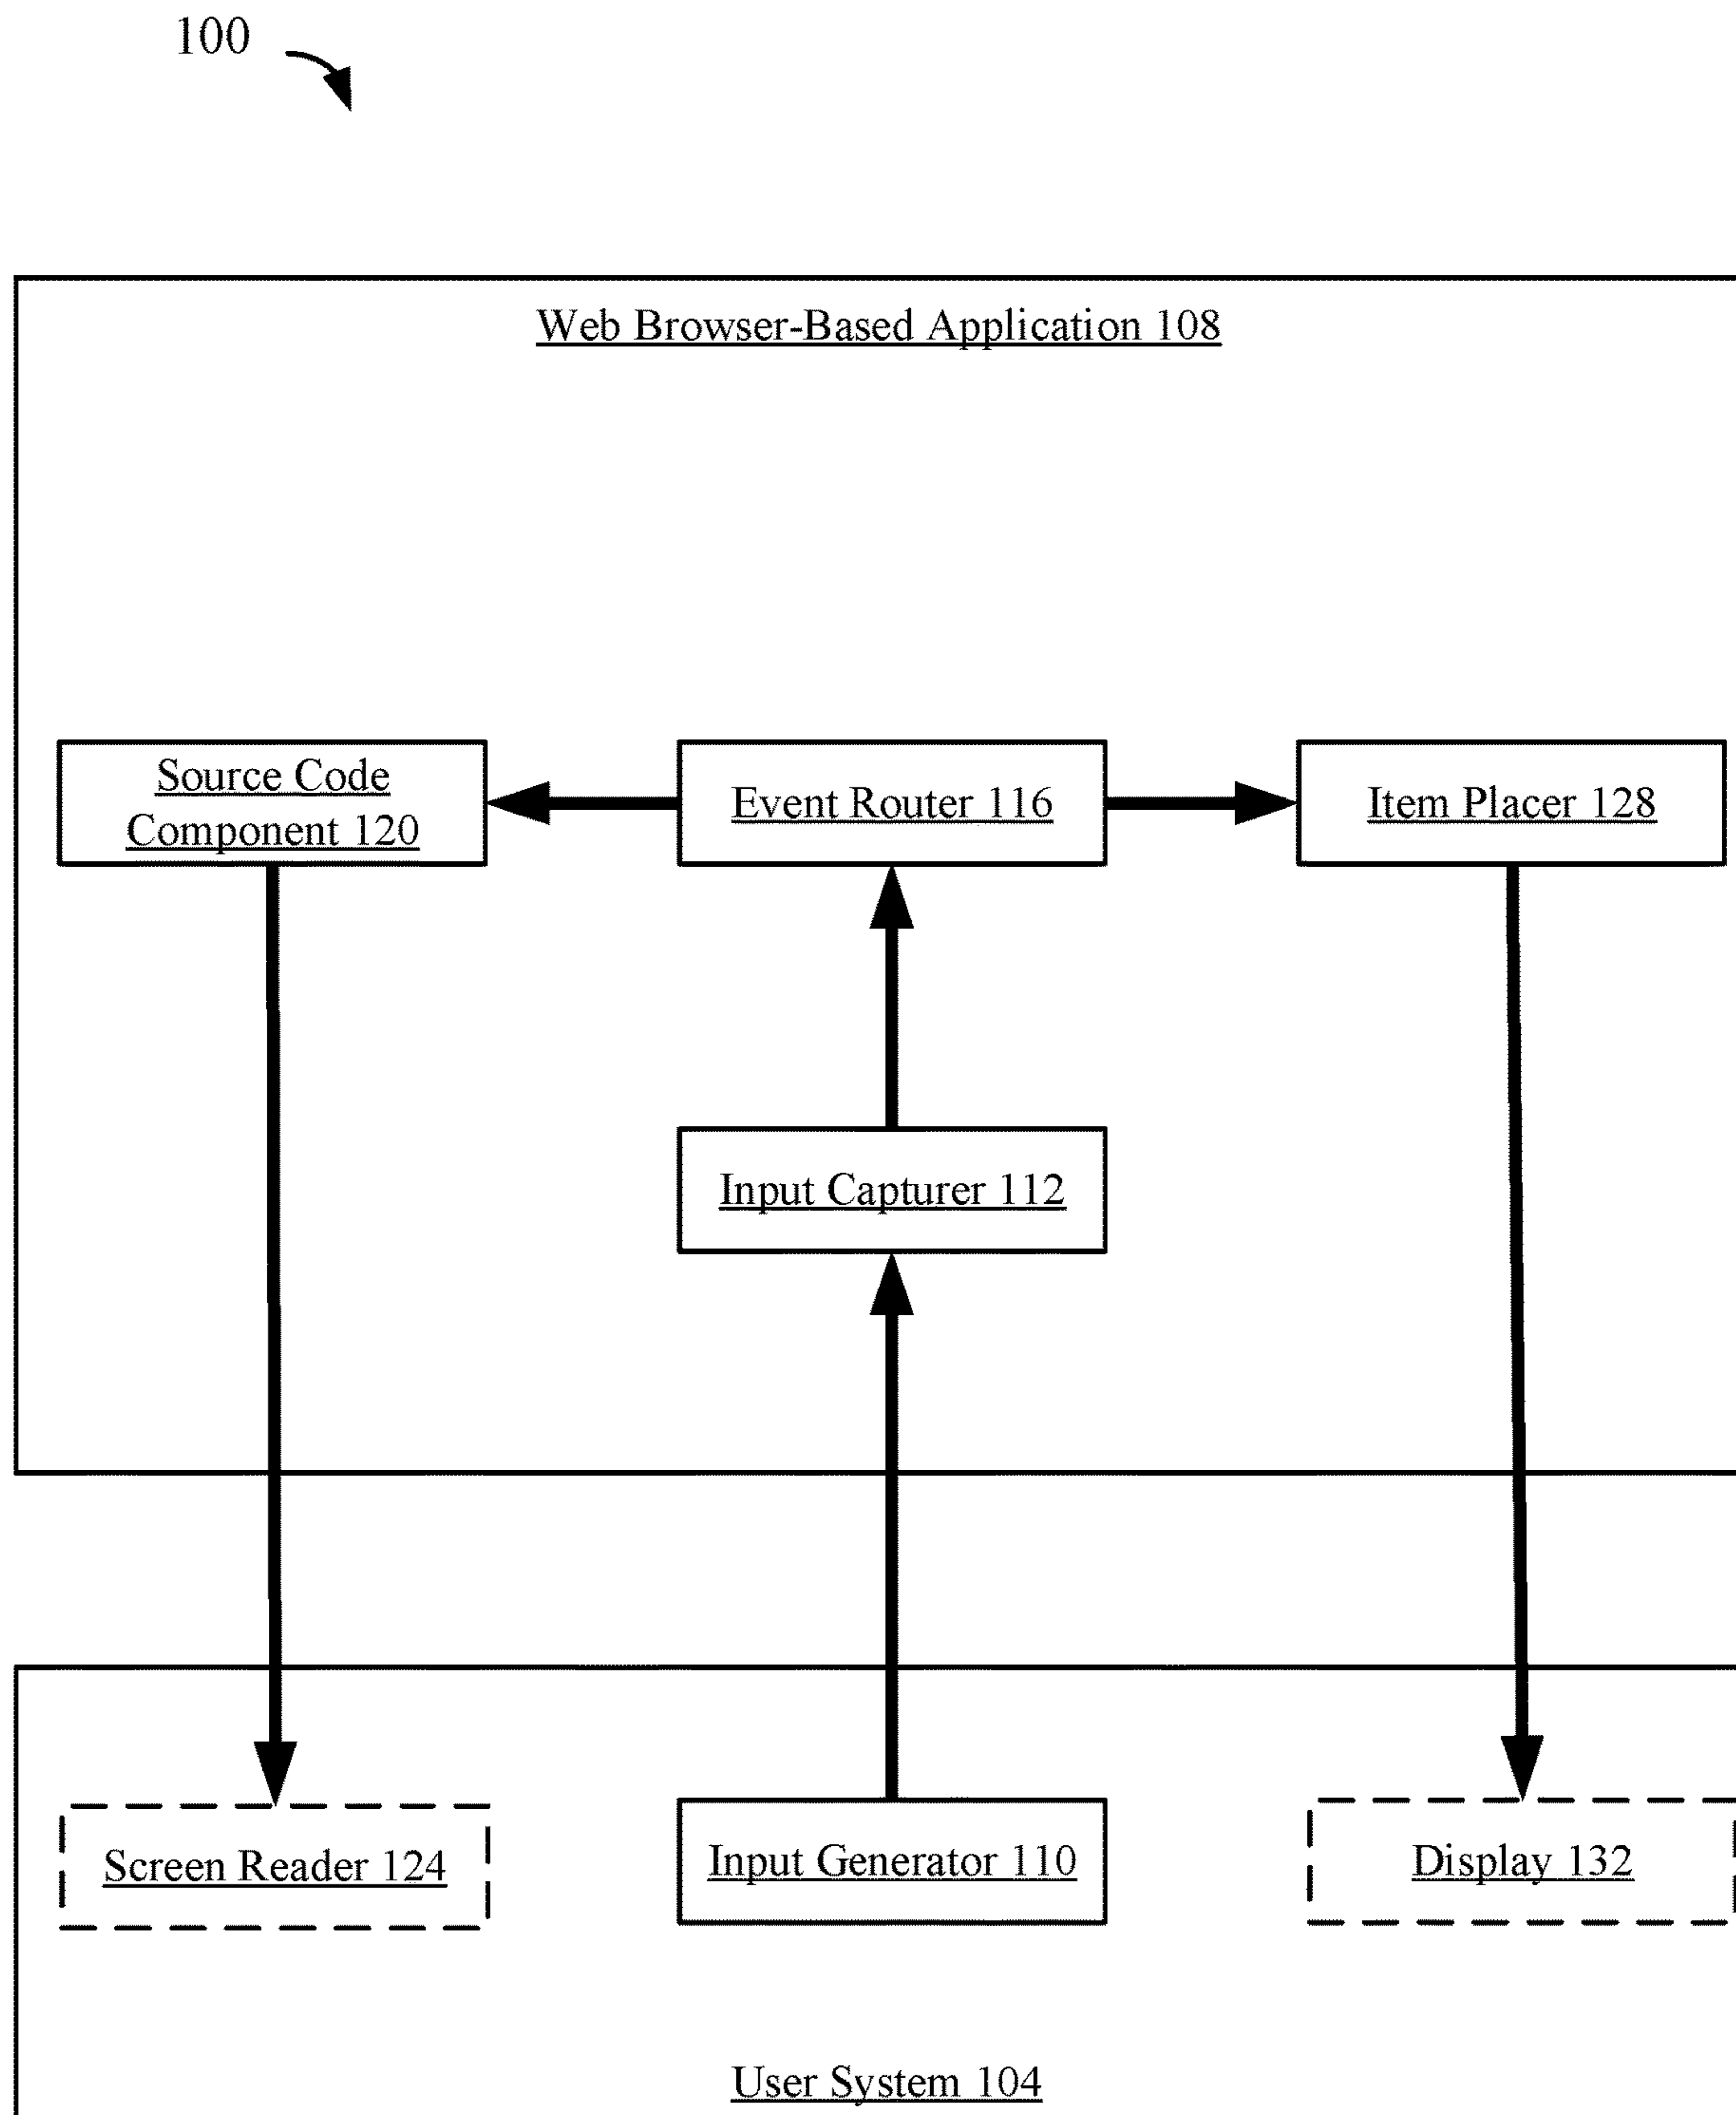 100
Web Browser-Based Application 108
Source Code
Component 120
Event Router 116
Item Placer 128
Input Capturer 112
Screen Reader 124
Input Generator 110
Display 132
User System 104